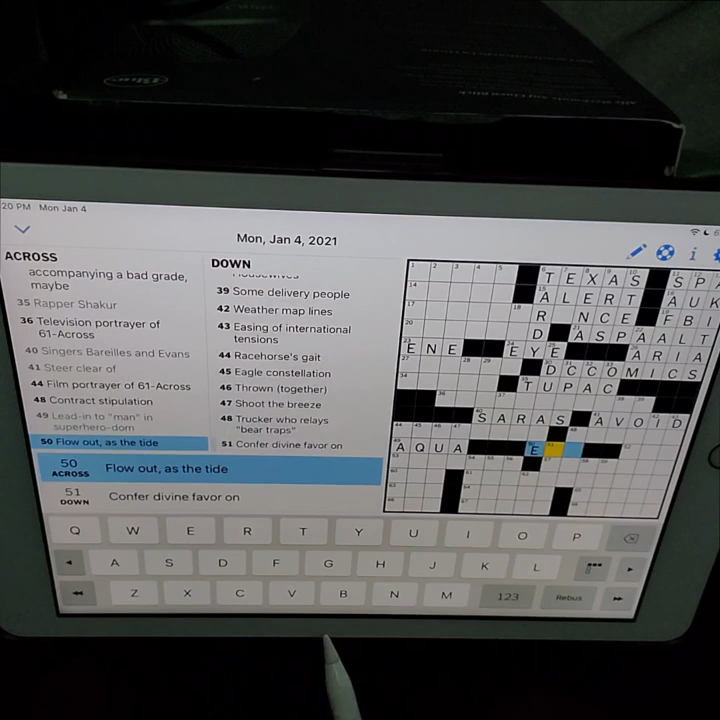 20 PM Mon Jan 4
Mon, Jan 4, 2021
ACROSS
accompanying a bad grade,
maybe
35 Rapper Shakur
36 Television portrayer of
61-Across
40 Singers Bareilles and Evans
41 Steer clear of
44 Film portrayer of 61-Across
48 Contract stipulation
49 Lead-in to "man" in
superhero-dom
50 Flow out, as the tide
DOWN
39 Some delivery people
42 Weather map lines
43 Easing of international
tensions
44 Racehorse's gait
45 Eagle constellation
46 Thrown (together)
47 Shoot the breeze
48 Trucker who relays
"bear traps"
51 Confer divine favor on
50 ACROSS Flow out, as the tide
51 DOWN Confer divine favor on
TEXAS SPA
ALERT AUK
R NCE FBI
D ASPAALT
ENE EYE ARIA
DCCOMICS
TUPAC
SARAS AVOID
AQUA E
Q W E R T Y U I O P
A S D F G H J K L
Z X C V B N M 123 Rebus